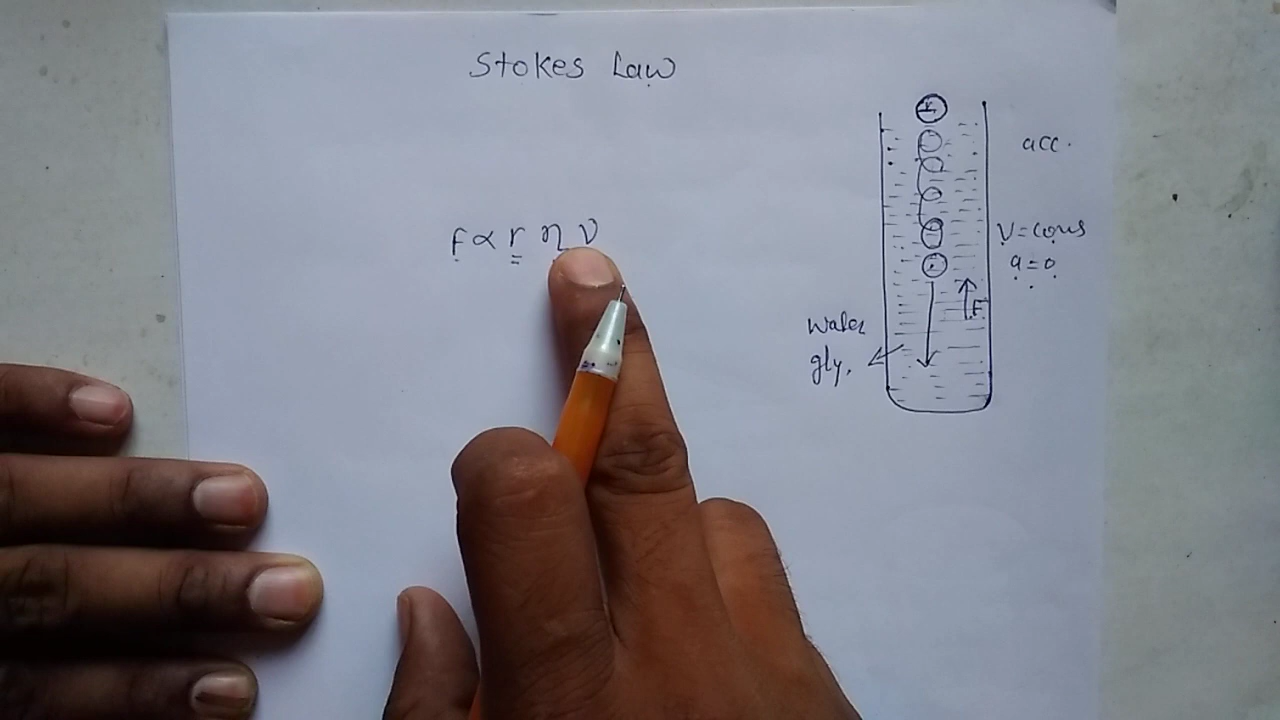 Stokes Law
F ∝ r η v
r
acc.
V=cons
a=0
F
Water
gly.